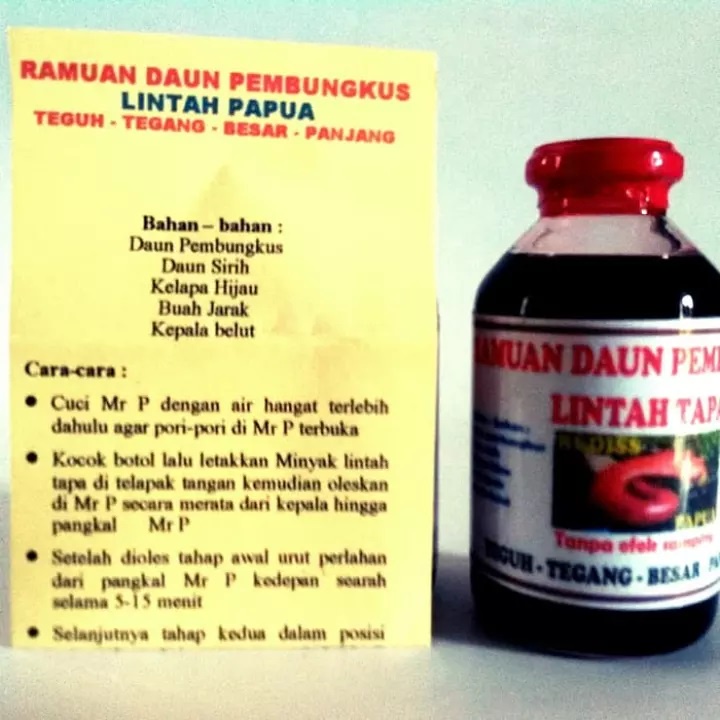 RAMUAN DAUN PEMBUNGKUS
LINTAH PAPUA
TEGUH - TEGANG - BESAR - PANJANG
Bahan – bahan :
Daun Pembungkus
Daun Sirih
Kelapa Hijau
Buah Jarak
Kepala belut
Cara-cara :
• Cuci Mr P dengan air hangat terlebih
dahulu agar pori-pori di Mr P terbuka
• Kocok botol lalu letakkan Minyak lintah
tapa di telapak tangan kemudian oleskan
di Mr P secara merata dari kepala hingga
pangkal Mr P
• Setelah dioles tahap awal urut perlahan
dari pangkal Mr P kedepan searah
selama 5-15 menit
• Selanjutnya tahap kedua dalam posisi
RAMUAN DAUN PEM
LINTAH TAPA
PAPUA
Tanpa efek
TEGUH - TEGANG - BESAR